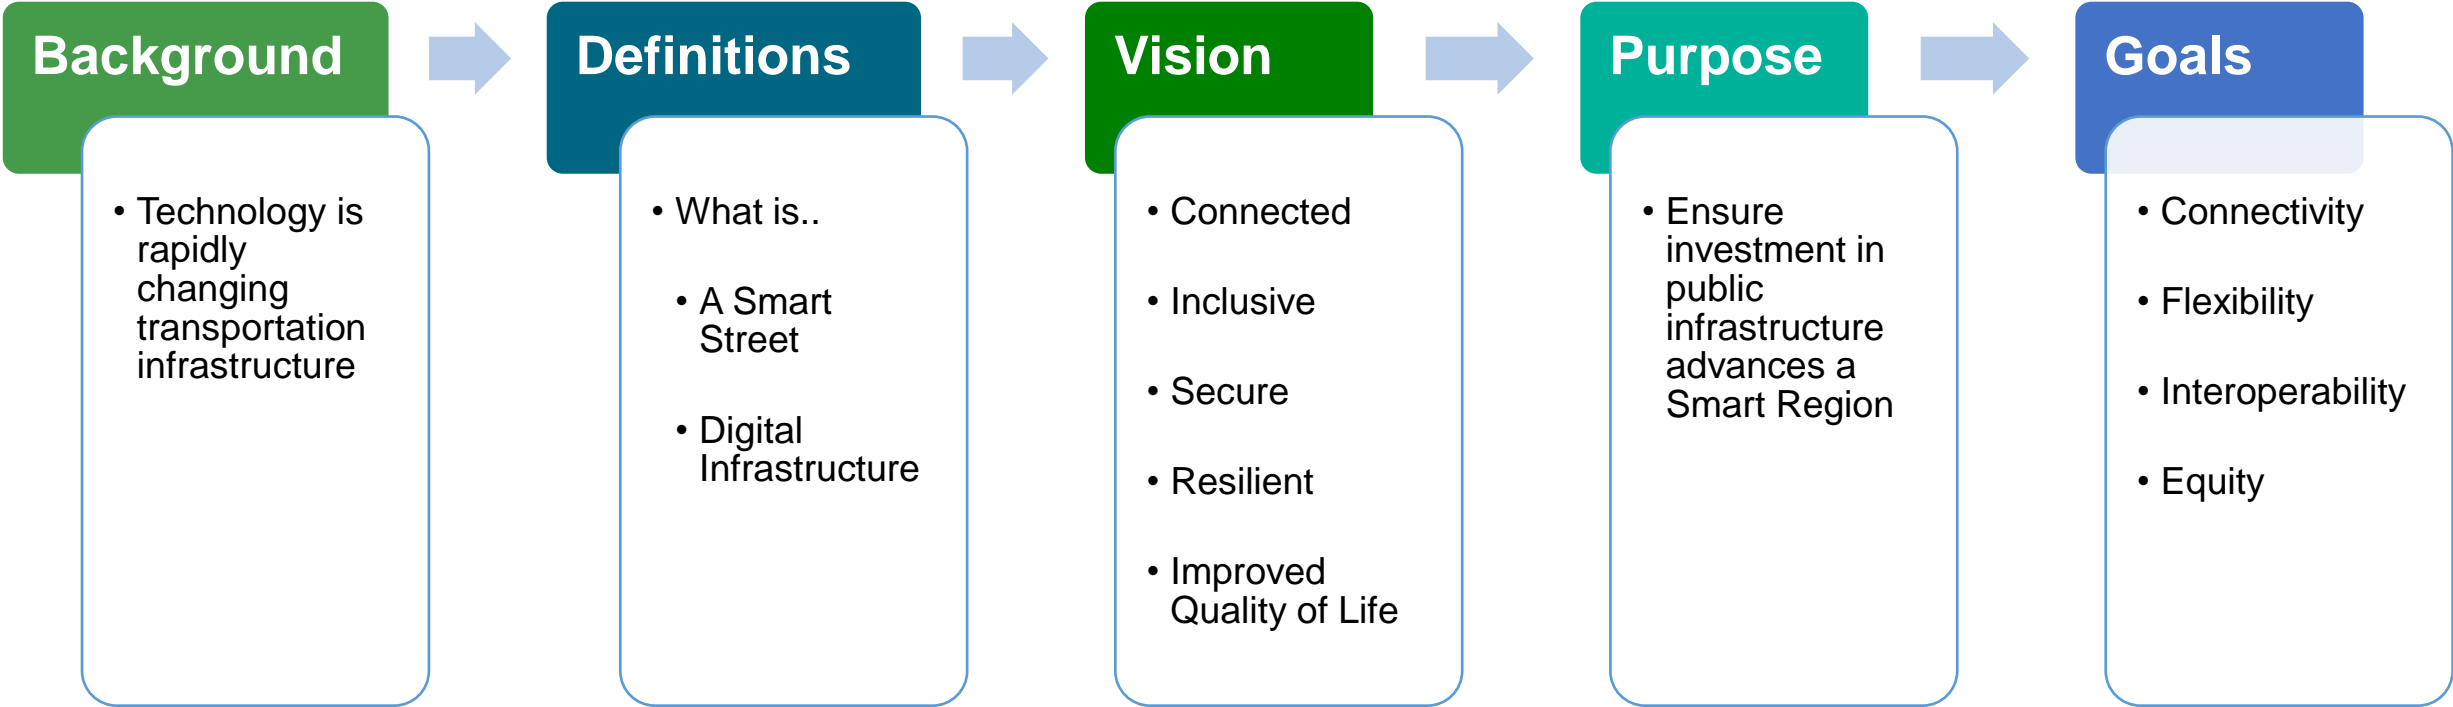 Background
• Technology is
rapidly
changing
transportation
infrastructure
Definitions
• What is..
• A Smart
Street
• Digital
Infrastructure
Vision
• Connected
• Inclusive
• Secure
• Resilient
• Improved
Quality of Life
Purpose
• Ensure
investment in
public
infrastructure
advances a
Smart Region
Goals
• Connectivity
• Flexibility
• Interoperability
• Equity